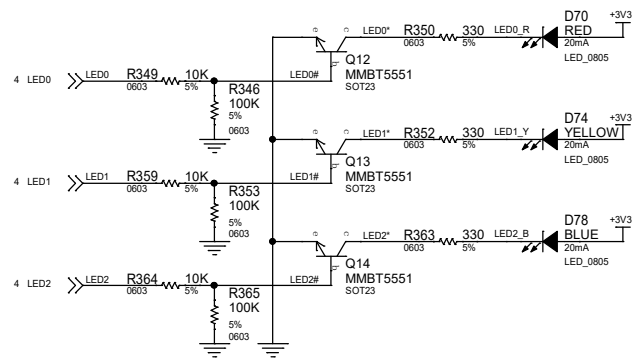 D70
RED
+3V3
20mA
LED_0805
LED0*
R350
330
LED0_R
0603
5%
e
c
b
Q12
MMBT5551
SOT23
4
LED0
LED0
R349
10K
LED0#
0603
5%
R346
100K
5%
0603
D74
YELLOW
+3V3
20mA
LED_0805
LED1*
R352
330
LED1_Y
0603
5%
e
c
b
Q13
MMBT5551
SOT23
4
LED1
LED1
R359
10K
LED1#
0603
5%
R353
100K
5%
0603
D78
BLUE
+3V3
20mA
LED_0805
LED2*
R363
330
LED2_B
0603
5%
e
c
b
Q14
MMBT5551
SOT23
4
LED2
LED2
R364
10K
LED2#
0603
5%
R365
100K
5%
0603